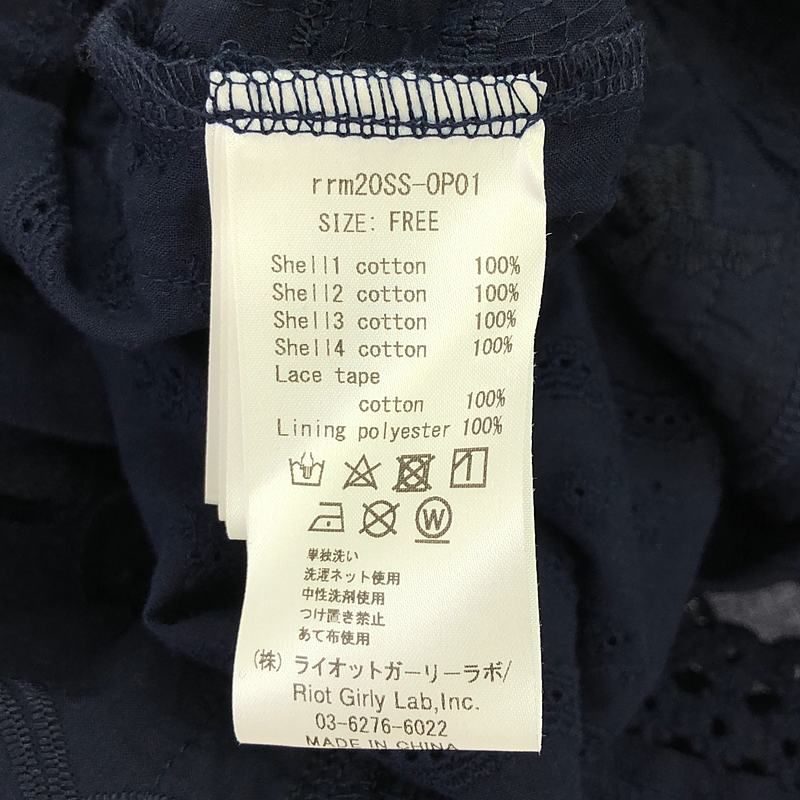 rrm20SS-OP01
SIZE: FREE
Shell1 cotton 100%
Shell2 cotton 100%
Shell3 cotton 100%
Shell4 cotton 100%
Lace tape
cotton 100%
Lining polyester 100%
W
単独洗い
洗濯ネット使用
中性洗剤使用
つけ置き禁止
あて布使用
(株) ライオットガーリーラボ/
Riot Girly Lab,Inc.
03-6276-6022
MADE IN CHINA